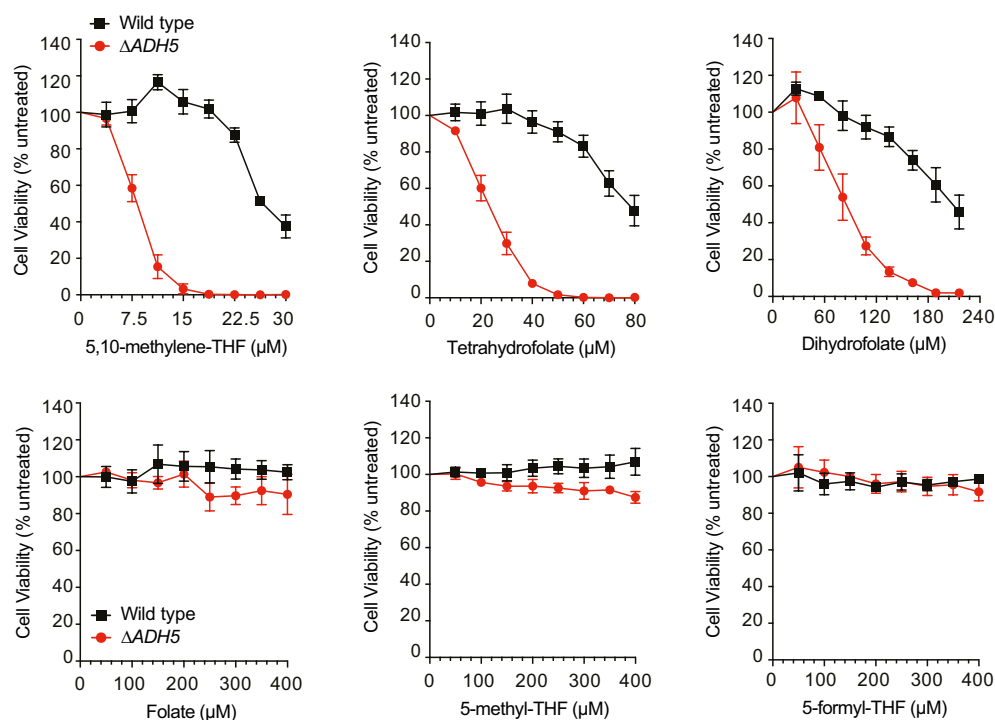 Wild type
ΔADH5
140
120
100
80
60
40
20
0
Cell Viability (% untreated)
0 7.5 15 22.5 30
5,10-methylene-THF (µM)
140
120
100
80
60
40
20
0
Cell Viability (% untreated)
0 20 40 60 80
Tetrahydrofolate (µM)
Wild type
ΔADH5
140
120
100
80
60
40
20
0
Cell Viability (% untreated)
0 60 120 180 240
Dihydrofolate (µM)
140
120
100
80
60
40
20
0
Cell Viability (% untreated)
Wild type
ΔADH5
0 100 200 300 400
Folate (µM)
140
120
100
80
60
40
20
0
Cell Viability (% untreated)
0 100 200 300 400
5-methyl-THF (µM)
140
120
100
80
60
40
20
0
Cell Viability (% untreated)
0 100 200 300 400
5-formyl-THF (µM)